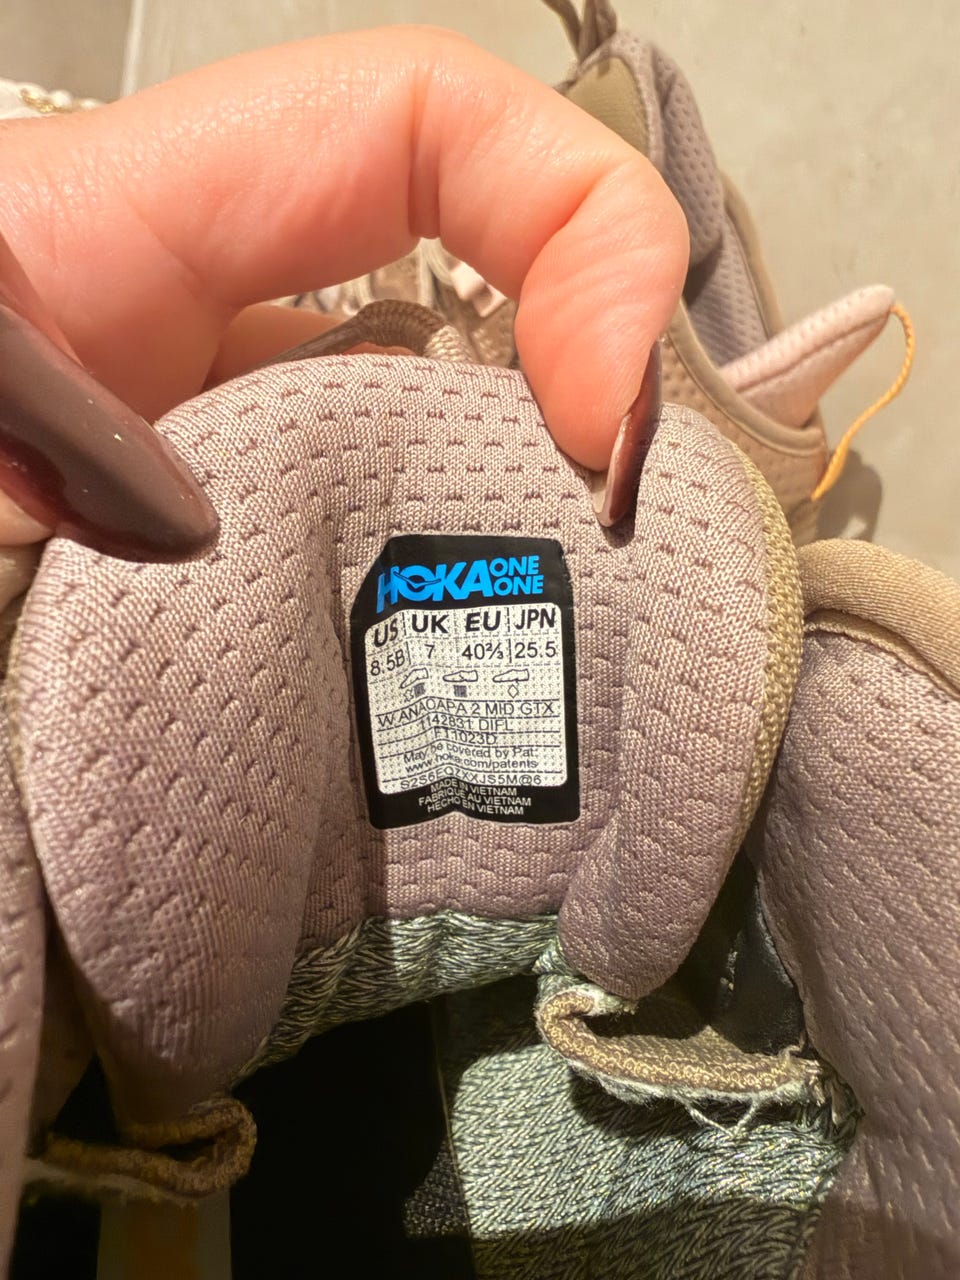 HOKA ONE ONE
US UK EU JPN
8.5B 7 40⅔ 25.5
W ANACAPA 2 MID GTX
1142831 DIFL
F11023D
May be covered by Pat:
www.hoka.com/patents
S2S6EQZXXJS5M@6
MADE IN VIETNAM
FABRIQUÉ AU VIETNAM
HECHO EN VIETNAM